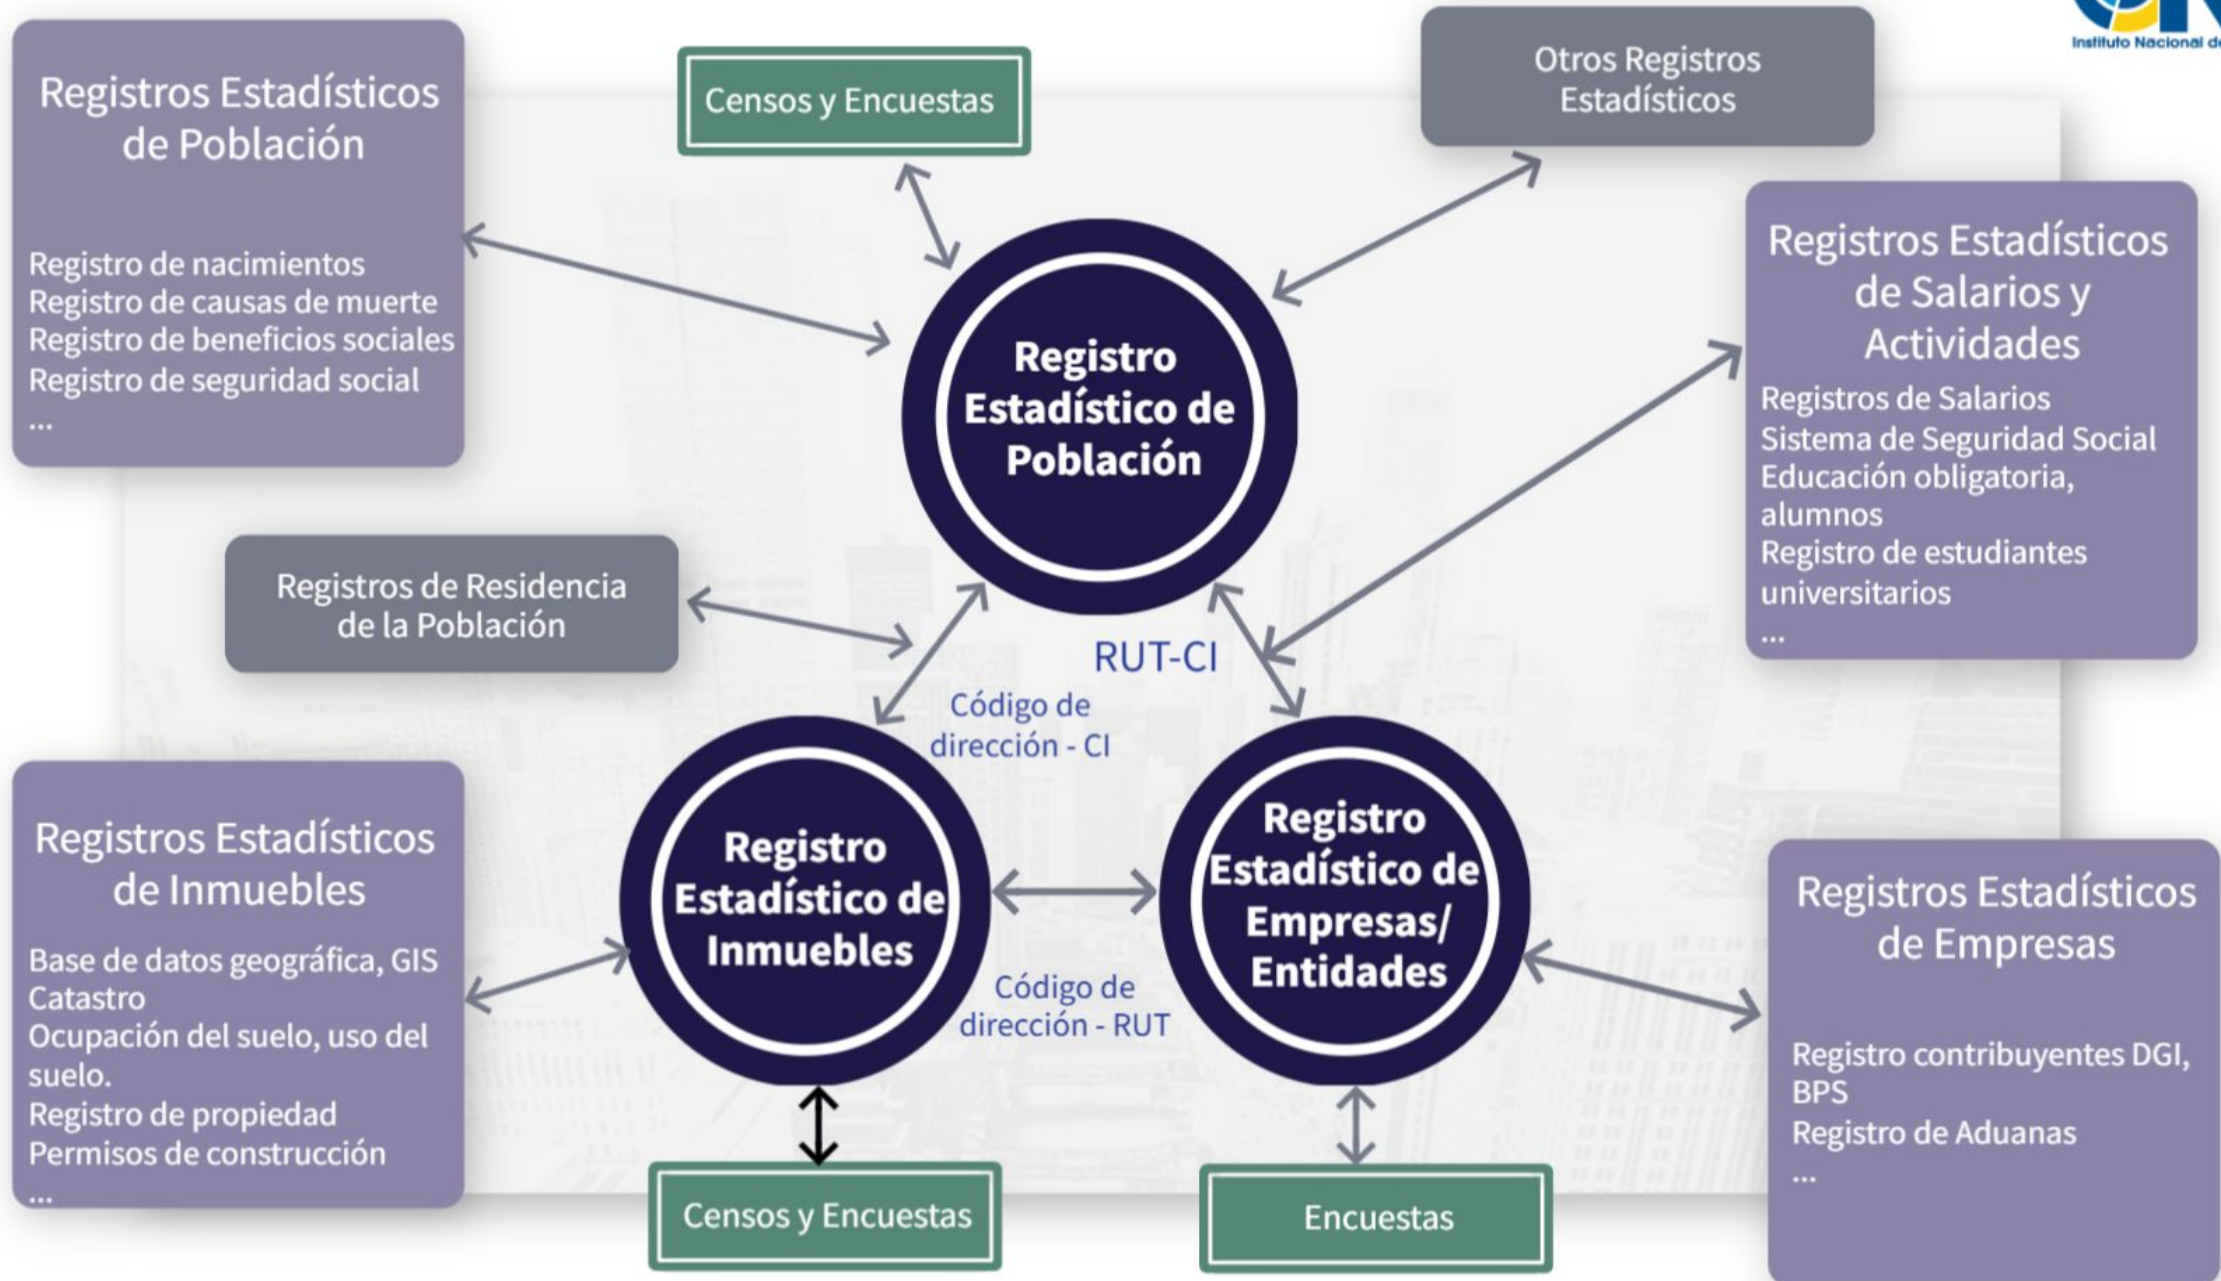 Instituto Nacional de
Registros Estadísticos
de Población
Registro de nacimientos
Registro de causas de muerte
Registro de beneficios sociales
Registro de seguridad social
...
Censos y Encuestas
Otros Registros
Estadísticos
Registros Estadísticos
de Salarios y
Actividades
Registros de Salarios
Sistema de Seguridad Social
Educación obligatoria,
alumnos
Registro de estudiantes
universitarios
...
Registro
Estadístico de
Población
Registros de Residencia
de la Población
RUT-CI
Código de
dirección - CI
Registros Estadísticos
de Inmuebles
Base de datos geográfica, GIS
Catastro
Ocupación del suelo, uso del
suelo.
Registro de propiedad
Permisos de construcción
...
Registro
Estadístico de
Inmuebles
Código de
dirección - RUT
Registro
Estadístico de
Empresas/
Entidades
Registros Estadísticos
de Empresas
Registro contribuyentes DGI,
BPS
Registro de Aduanas
...
Censos y Encuestas
Encuestas